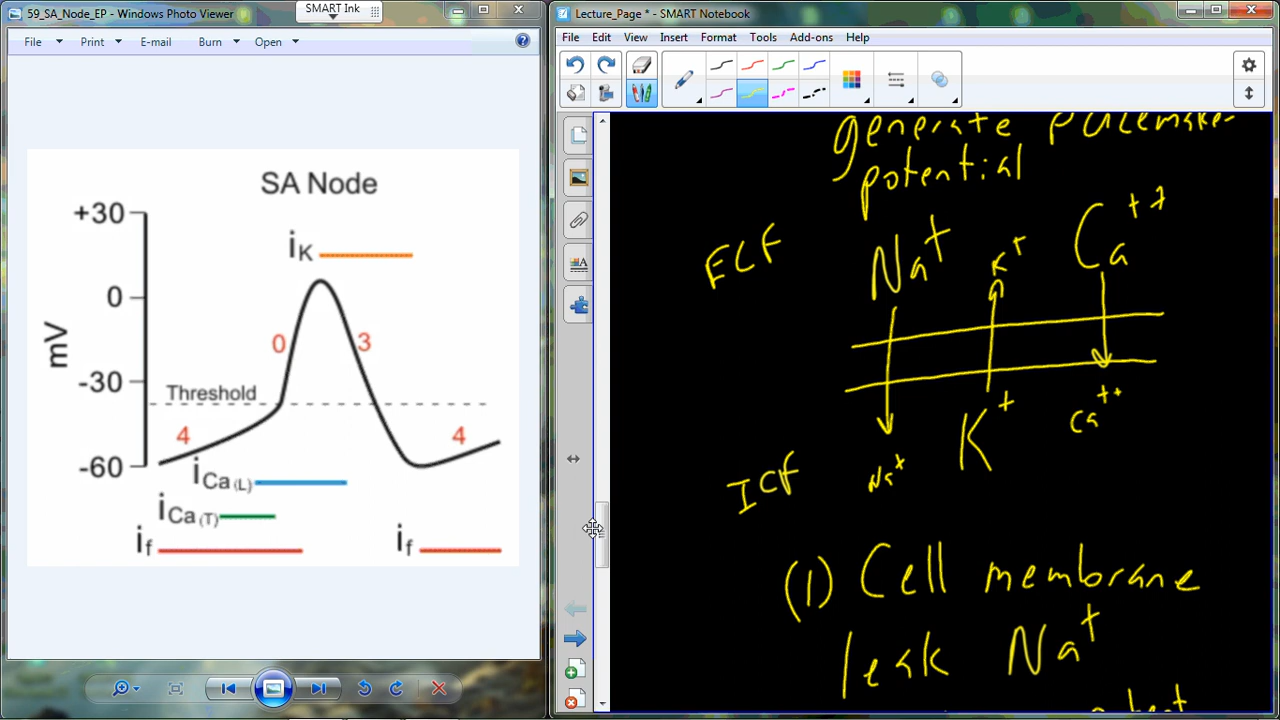 59_SA_Node_EP - Windows Photo Viewer
SMART Ink
File Print E-mail Burn Open
SA Node
+30
0
-30
-60
mV
iK
0
3
Threshold
4
4
iCa(L)
iCa(T)
if
if
Lecture_Page * - SMART Notebook
File Edit View Insert Format Tools Add-ons Help
generate pacemaker
potential
ECF Na+ K+ Ca++
ICF Na+ K+ Ca++
(1) Cell membrane
leak Na+